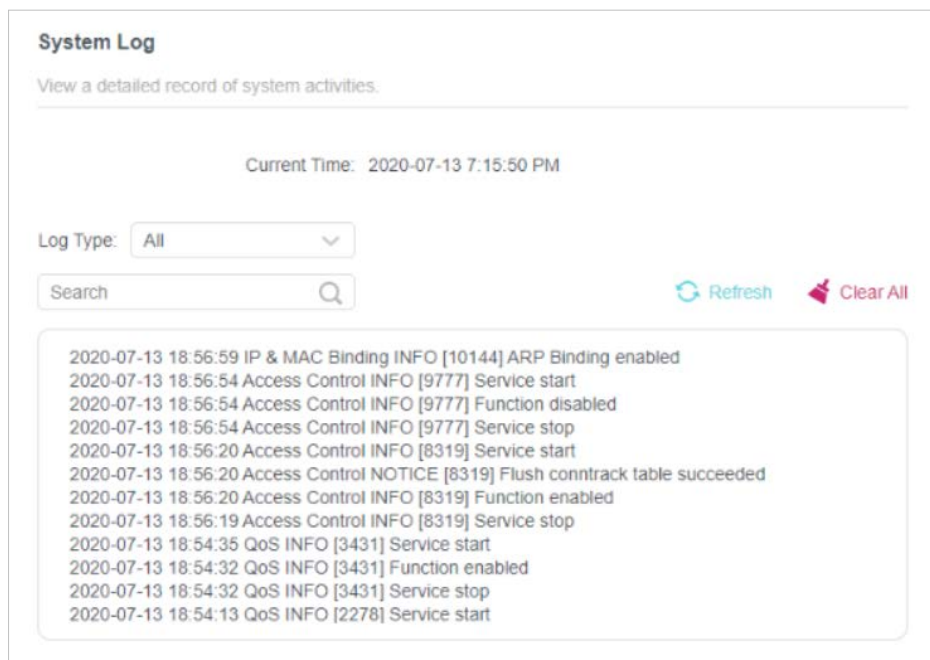 System Log
View a detailed record of system activities.
Current Time: 2020-07-13 7:15:50 PM
Log Type: All
Search Refresh Clear All
2020-07-13 18:56:59 IP & MAC Binding INFO [10144] ARP Binding enabled
2020-07-13 18:56:54 Access Control INFO [9777] Service start
2020-07-13 18:56:54 Access Control INFO [9777] Function disabled
2020-07-13 18:56:54 Access Control INFO [9777] Service stop
2020-07-13 18:56:20 Access Control INFO [8319] Service start
2020-07-13 18:56:20 Access Control NOTICE [8319] Flush conntrack table succeeded
2020-07-13 18:56:20 Access Control INFO [8319] Function enabled
2020-07-13 18:56:19 Access Control INFO [8319] Service stop
2020-07-13 18:54:35 QoS INFO [3431] Service start
2020-07-13 18:54:32 QoS INFO [3431] Function enabled
2020-07-13 18:54:32 QoS INFO [3431] Service stop
2020-07-13 18:54:13 QoS INFO [2278] Service start